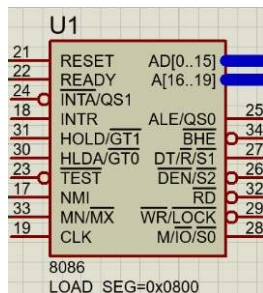 U1
21 RESET AD[0..15]
22 READY A[16..19]
24 INTA/QS1
18 INTR ALE/QS0 25
31 HOLD/GT1 BHE 34
30 HLDA/GT0 DT/R/S1 27
23 TEST DEN/S2 26
17 NMI RD 32
33 MN/MX WR/LOCK 29
19 CLK M/IO/S0 28
8086
LOAD_SEG=0x0800